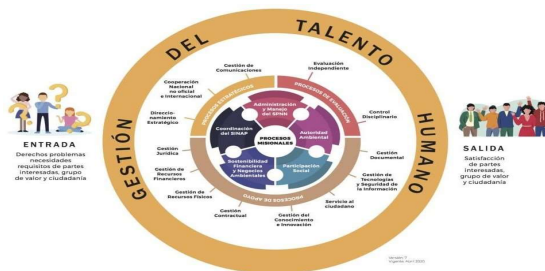 GESTIÓN DEL TALENTO HUMANO
Gestión de
Comunicaciones
Evaluación
independiente
Cooperación
Nacional
no oficial
e Internacional
Direccio-
namiento
Estratégico
PROCESOS ESTRATÉGICOS
PROCESOS DE EVALUACIÓN
Administración
y Manejo
del SPNN
Coordinación
del SINAP
PROCESOS
MISIONALES
Autoridad
Ambiental
Sostenibilidad
Financiera
y Negocios
Ambientales
Participación
Social
PROCESOS DE APOYO
Control
Disciplinario
Gestión
Jurídica
Gestión
de Recursos
Financieros
Gestión de
Recursos Físicos
Gestión
Contractual
Gestión del
Conocimiento
e Innovación
Servicio al
ciudadano
Gestión
de Tecnologías
y Seguridad de
la Información
Gestión
Documental
ENTRADA
Derechos problemas
necesidades
requisitos de partes
interesadas, grupo
de valor y ciudadanía
SALIDA
Satisfacción
de partes
interesadas,
grupo de valor
y ciudadanía